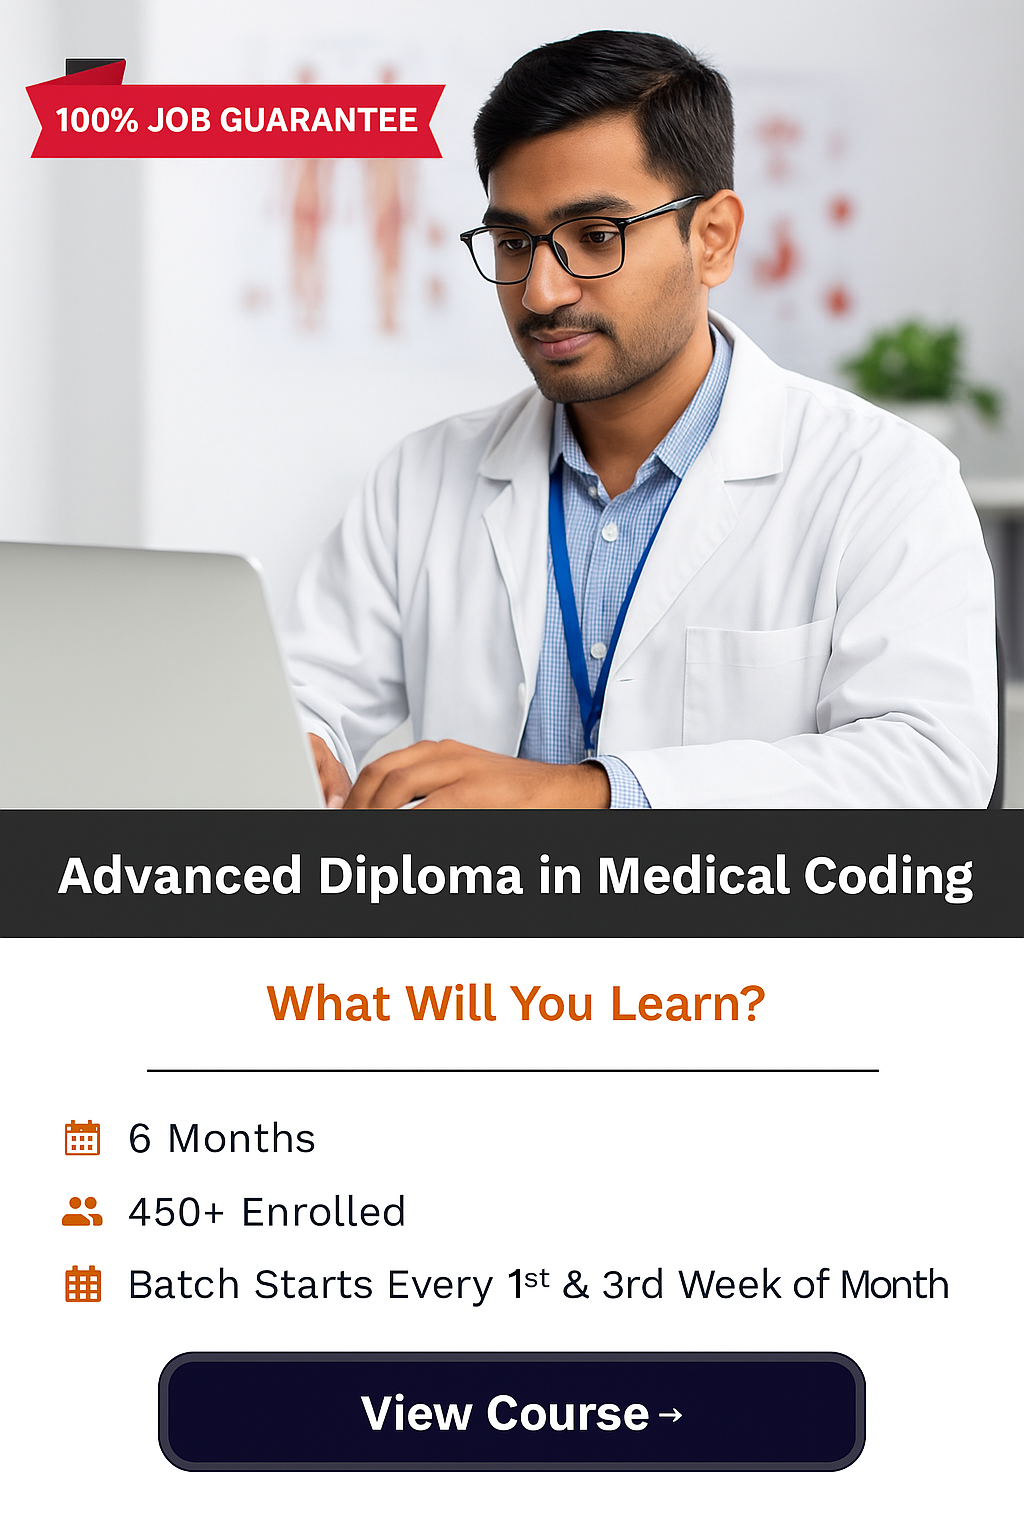 100% JOB GUARANTEE
Advanced Diploma in Medical Coding
What Will You Learn?
6 Months
450+ Enrolled
Batch Starts Every 1st & 3rd Week of Month
View Course →